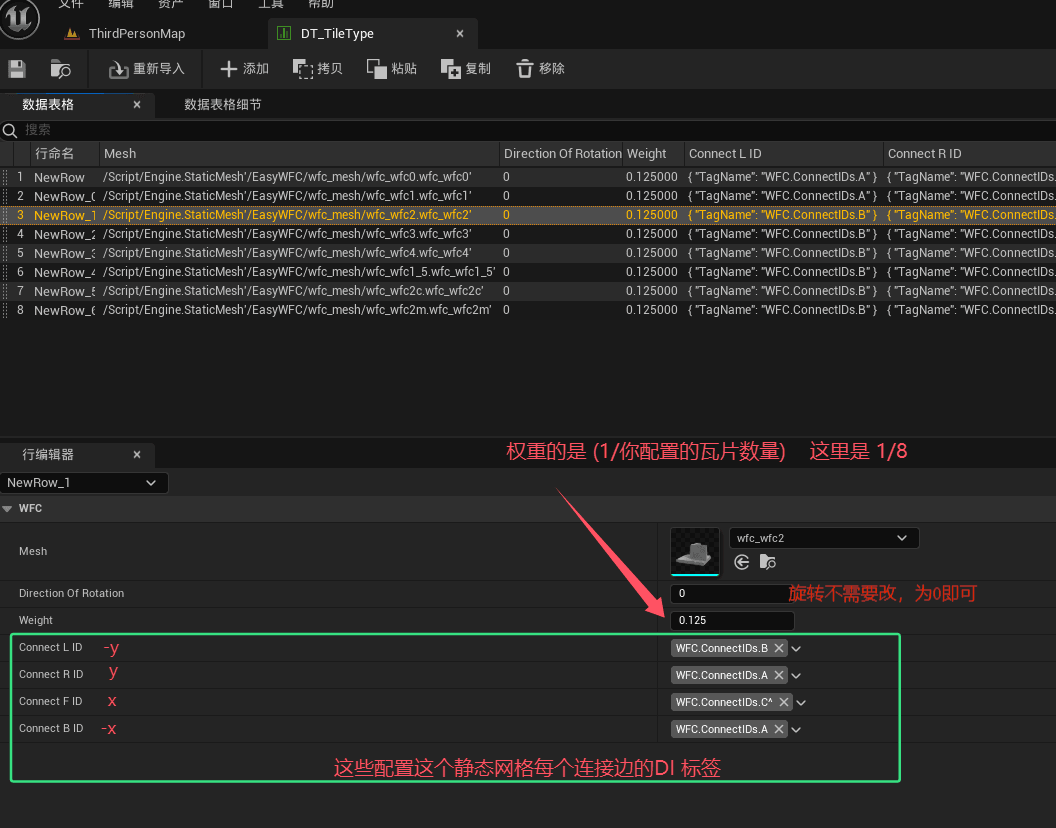 文件 编辑 资产 窗口 工具 帮助
ThirdPersonMap DT_TileType
重新导入 添加 拷贝 粘贴 复制 移除
数据表格 数据表格细节
搜索
行命名 Mesh Direction Of Rotation Weight Connect L ID Connect R ID
1 NewRow /Script/Engine.StaticMesh'/EasyWFC/wfc_mesh/wfc_wfc0.wfc_wfc0' 0 0.125000 { "TagName": "WFC.ConnectIDs.A" } { "TagName": "WFC.ConnectIDs.
2 NewRow_0 /Script/Engine.StaticMesh'/EasyWFC/wfc_mesh/wfc_wfc1.wfc_wfc1' 0 0.125000 { "TagName": "WFC.ConnectIDs.A" } { "TagName": "WFC.ConnectIDs.
3 NewRow_1 /Script/Engine.StaticMesh'/EasyWFC/wfc_mesh/wfc_wfc2.wfc_wfc2' 0 0.125000 { "TagName": "WFC.ConnectIDs.B" } { "TagName": "WFC.ConnectIDs.
4 NewRow_2 /Script/Engine.StaticMesh'/EasyWFC/wfc_mesh/wfc_wfc3.wfc_wfc3' 0 0.125000 { "TagName": "WFC.ConnectIDs.B" } { "TagName": "WFC.ConnectIDs.
5 NewRow_3 /Script/Engine.StaticMesh'/EasyWFC/wfc_mesh/wfc_wfc4.wfc_wfc4' 0 0.125000 { "TagName": "WFC.ConnectIDs.B" } { "TagName": "WFC.ConnectIDs.
6 NewRow_4 /Script/Engine.StaticMesh'/EasyWFC/wfc_mesh/wfc_wfc1_5.wfc_wfc1_5' 0 0.125000 { "TagName": "WFC.ConnectIDs.B" } { "TagName": "WFC.ConnectIDs.
7 NewRow_5 /Script/Engine.StaticMesh'/EasyWFC/wfc_mesh/wfc_wfc2c.wfc_wfc2c' 0 0.125000 { "TagName": "WFC.ConnectIDs.B" } { "TagName": "WFC.ConnectIDs.
8 NewRow_6 /Script/Engine.StaticMesh'/EasyWFC/wfc_mesh/wfc_wfc2m.wfc_wfc2m' 0 0.125000 { "TagName": "WFC.ConnectIDs.B" } { "TagName": "WFC.ConnectIDs.
权重的是 (1/你配置的瓦片数量) 这里是 1/8
行编辑器
NewRow_1
WFC
Mesh wfc_wfc2
Direction Of Rotation 0 旋转不需要改，为0即可
Weight 0.125
Connect L ID -y WFC.ConnectIDs.B
Connect R ID y WFC.ConnectIDs.A
Connect F ID x WFC.ConnectIDs.C^
Connect B ID -x WFC.ConnectIDs.A
这些配置这个静态网格每个连接边的DI 标签